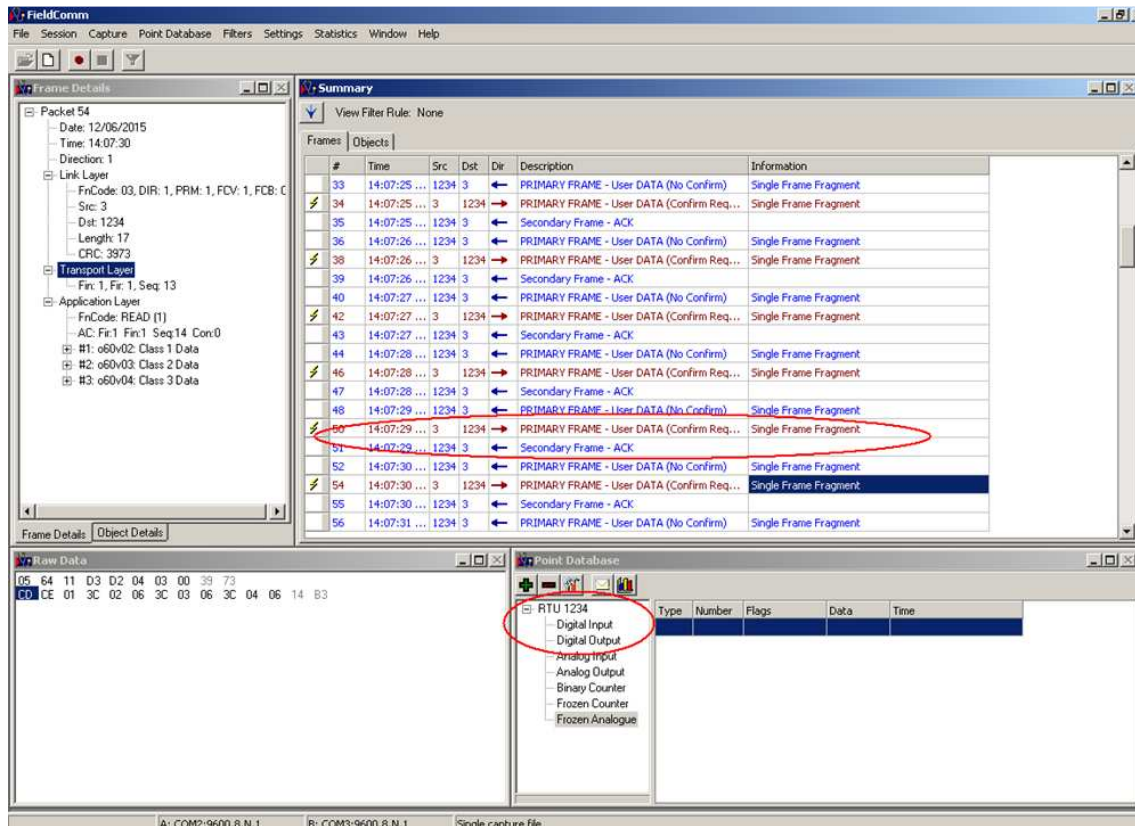 FieldComm
File Session Capture Point Database Filters Settings Statistics Window Help
Frame Details
Packet 54
Date: 12/06/2015
Time: 14:07:30
Direction: 1
Link Layer
FnCode: 03, DIR: 1, PRM: 1, FCV: 1, FCB: 0
Src: 3
Dst: 1234
Length: 17
CRC: 3973
Transport Layer
Fin: 1, Fir: 1, Seq: 13
Application Layer
FnCode: READ (1)
AC: Fir:1 Fin:1 Seq:14 Con:0
#1: o60v02: Class 1 Data
#2: o60v03: Class 2 Data
#3: o60v04: Class 3 Data
Frame Details Object Details
Summary
View Filter Rule: None
Frames Objects
# Time Src Dst Dir Description Information
33 14:07:25 ... 1234 3 PRIMARY FRAME - User DATA (No Confirm) Single Frame Fragment
34 14:07:25 ... 3 1234 PRIMARY FRAME - User DATA (Confirm Req... Single Frame Fragment
35 14:07:25 ... 1234 3 Secondary Frame - ACK
36 14:07:26 ... 1234 3 PRIMARY FRAME - User DATA (No Confirm) Single Frame Fragment
38 14:07:26 ... 3 1234 PRIMARY FRAME - User DATA (Confirm Req... Single Frame Fragment
39 14:07:26 ... 1234 3 Secondary Frame - ACK
40 14:07:27 ... 1234 3 PRIMARY FRAME - User DATA (No Confirm) Single Frame Fragment
42 14:07:27 ... 3 1234 PRIMARY FRAME - User DATA (Confirm Req... Single Frame Fragment
43 14:07:27 ... 1234 3 Secondary Frame - ACK
44 14:07:28 ... 1234 3 PRIMARY FRAME - User DATA (No Confirm) Single Frame Fragment
46 14:07:28 ... 3 1234 PRIMARY FRAME - User DATA (Confirm Req... Single Frame Fragment
47 14:07:28 ... 1234 3 Secondary Frame - ACK
48 14:07:29 ... 1234 3 PRIMARY FRAME - User DATA (No Confirm) Single Frame Fragment
50 14:07:29 ... 3 1234 PRIMARY FRAME - User DATA (Confirm Req... Single Frame Fragment
51 14:07:29 ... 1234 3 Secondary Frame - ACK
52 14:07:30 ... 1234 3 PRIMARY FRAME - User DATA (No Confirm) Single Frame Fragment
54 14:07:30 ... 3 1234 PRIMARY FRAME - User DATA (Confirm Req... Single Frame Fragment
55 14:07:30 ... 1234 3 Secondary Frame - ACK
56 14:07:31 ... 1234 3 PRIMARY FRAME - User DATA (No Confirm) Single Frame Fragment
Raw Data
05 64 11 D3 D2 04 03 00 39 73
CD CE 01 3C 02 06 3C 03 06 3C 04 06 14 B3
Point Database
RTU 1234
Digital Input
Digital Output
Analog Input
Analog Output
Binary Counter
Frozen Counter
Frozen Analogue
Type Number Flags Data Time
A: COM2:9600,8,N,1 B: COM3:9600,8,N,1 Single capture file